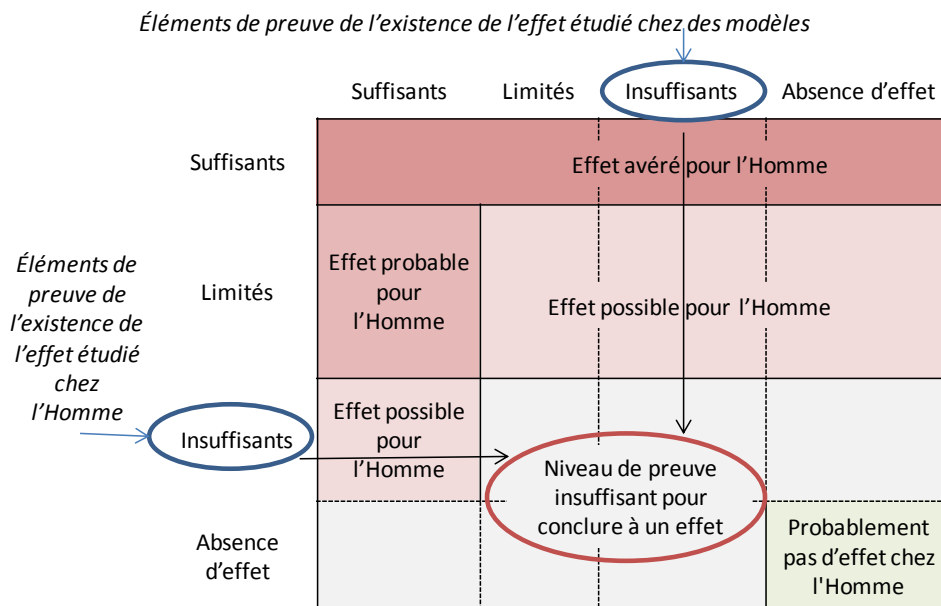 Éléments de preuve de l’existence de l’effet étudié chez des modèles
Suffisants
Limités
Insuffisants
Absence d’effet
Suffisants
Effet avéré pour l’Homme
Éléments de
preuve de
l’existence de
l’effet étudié
chez
l’Homme
Limités
Effet probable
pour
l’Homme
Effet possible pour l’Homme
Insuffisants
Effet possible
pour
l’Homme
Niveau de preuve
insuffisant pour
conclure à un effet
Absence
d’effet
Probablement
pas d’effet chez
l'Homme